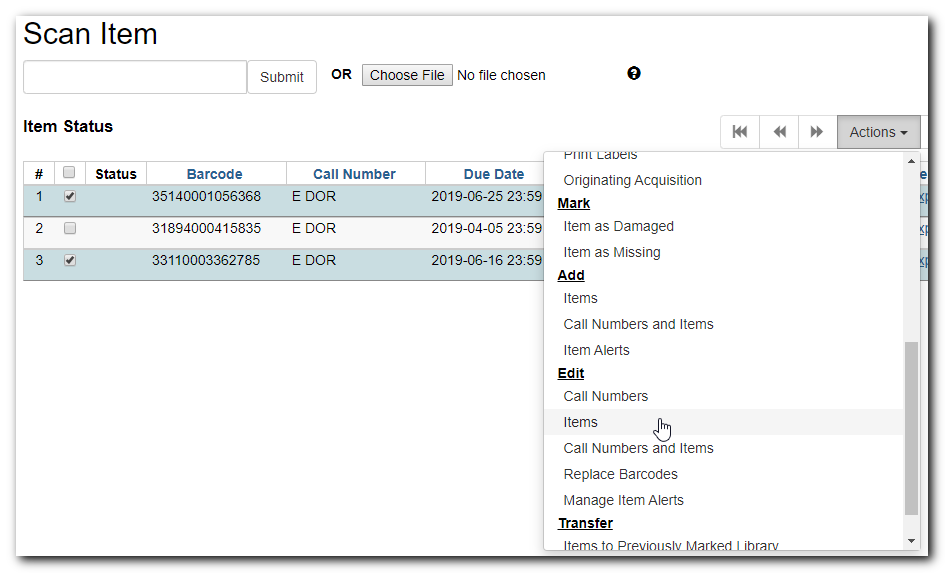 Scan Item
Submit OR Choose File No file chosen
Item Status
Actions
# Status Barcode Call Number Due Date
1 35140001056368 E DOR 2019-06-25 23:59
2 31894000415835 E DOR 2019-04-05 23:59
3 33110003362785 E DOR 2019-06-16 23:59
Print Labels
Originating Acquisition
Mark
Item as Damaged
Item as Missing
Add
Items
Call Numbers and Items
Item Alerts
Edit
Call Numbers
Items
Call Numbers and Items
Replace Barcodes
Manage Item Alerts
Transfer
Items to Previously Marked Library